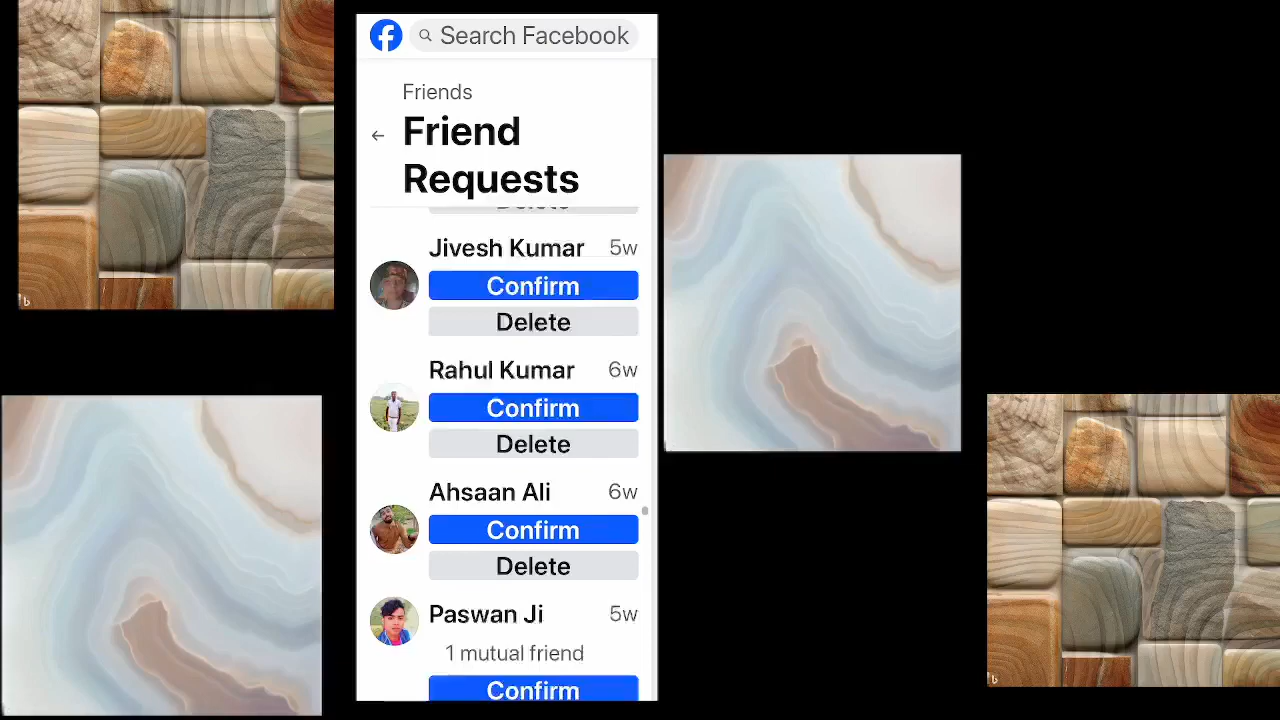 Search Facebook
Friends
Friend
Requests
Delete
Jivesh Kumar 5w
Confirm
Delete
Rahul Kumar 6w
Confirm
Delete
Ahsaan Ali 6w
Confirm
Delete
Paswan Ji 5w
1 mutual friend
Confirm